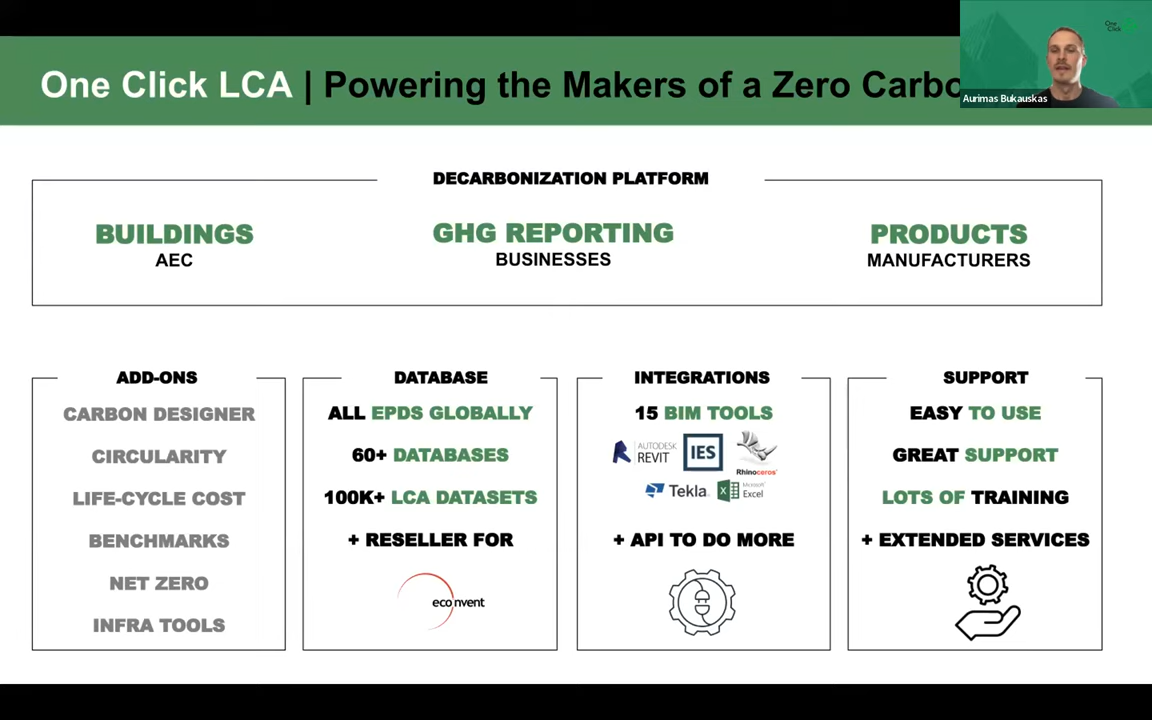 One Click LCA | Powering the Makers of a Zero Carbo
One
Click
Aurimas Bukauskas
DECARBONIZATION PLATFORM
BUILDINGS
AEC
GHG REPORTING
BUSINESSES
PRODUCTS
MANUFACTURERS
ADD-ONS
CARBON DESIGNER
CIRCULARITY
LIFE-CYCLE COST
BENCHMARKS
NET ZERO
INFRA TOOLS
DATABASE
ALL EPDS GLOBALLY
60+ DATABASES
100K+ LCA DATASETS
+ RESELLER FOR
ecoinvent
INTEGRATIONS
15 BIM TOOLS
AUTODESK
REVIT
IES
Rhinoceros
Tekla
Microsoft
Excel
+ API TO DO MORE
SUPPORT
EASY TO USE
GREAT SUPPORT
LOTS OF TRAINING
+ EXTENDED SERVICES